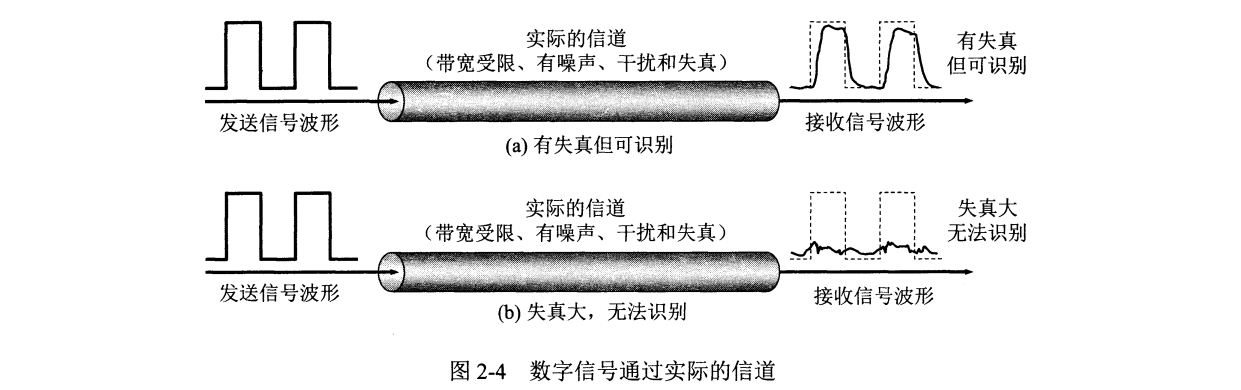 实际的信道
（带宽受限、有噪声、干扰和失真）
有失真
但可识别
发送信号波形
接收信号波形
(a) 有失真但可识别
实际的信道
（带宽受限、有噪声、干扰和失真）
失真大
无法识别
发送信号波形
接收信号波形
(b) 失真大，无法识别
图 2-4 数字信号通过实际的信道